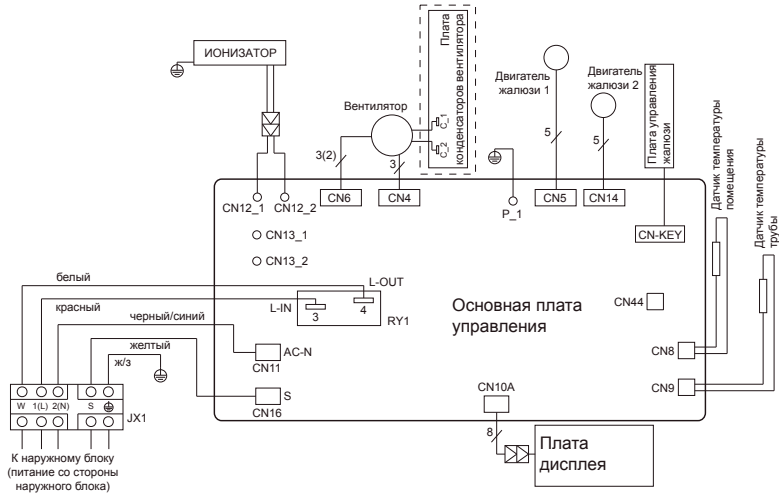 ИОНИЗАТОР
Вентилятор
Плата
конденсаторов вентилятора
C_1
C_2
Двигатель
жалюзи 1
Двигатель
жалюзи 2
Плата управления
жалюзи
Датчик температуры
помещения
Датчик температуры
трубы
3(2)
3
5
5
CN12_1
CN12_2
CN6
CN4
P_1
CN5
CN14
CN-KEY
CN13_1
CN13_2
белый
L-OUT
красный
L-IN
3
4
RY1
черный/синий
Основная плата
управления
CN44
желтый
AC-N
CN11
CN8
ж/з
S
CN16
CN10A
CN9
W
1(L)
2(N)
S
JX1
8
Плата
дисплея
К наружному блоку
(питание со стороны
наружного блока)